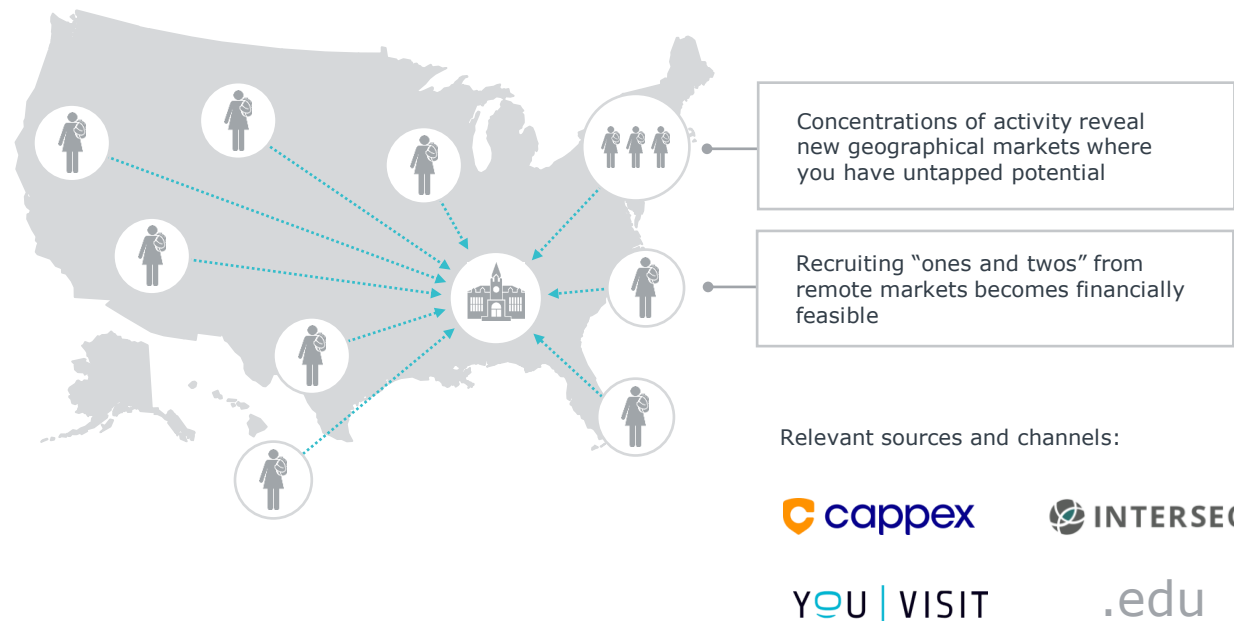 Concentrations of activity reveal
new geographical markets where
you have untapped potential
Recruiting “ones and twos” from
remote markets becomes financially
feasible
Relevant sources and channels:
cappex
YOU | VISIT
.edu